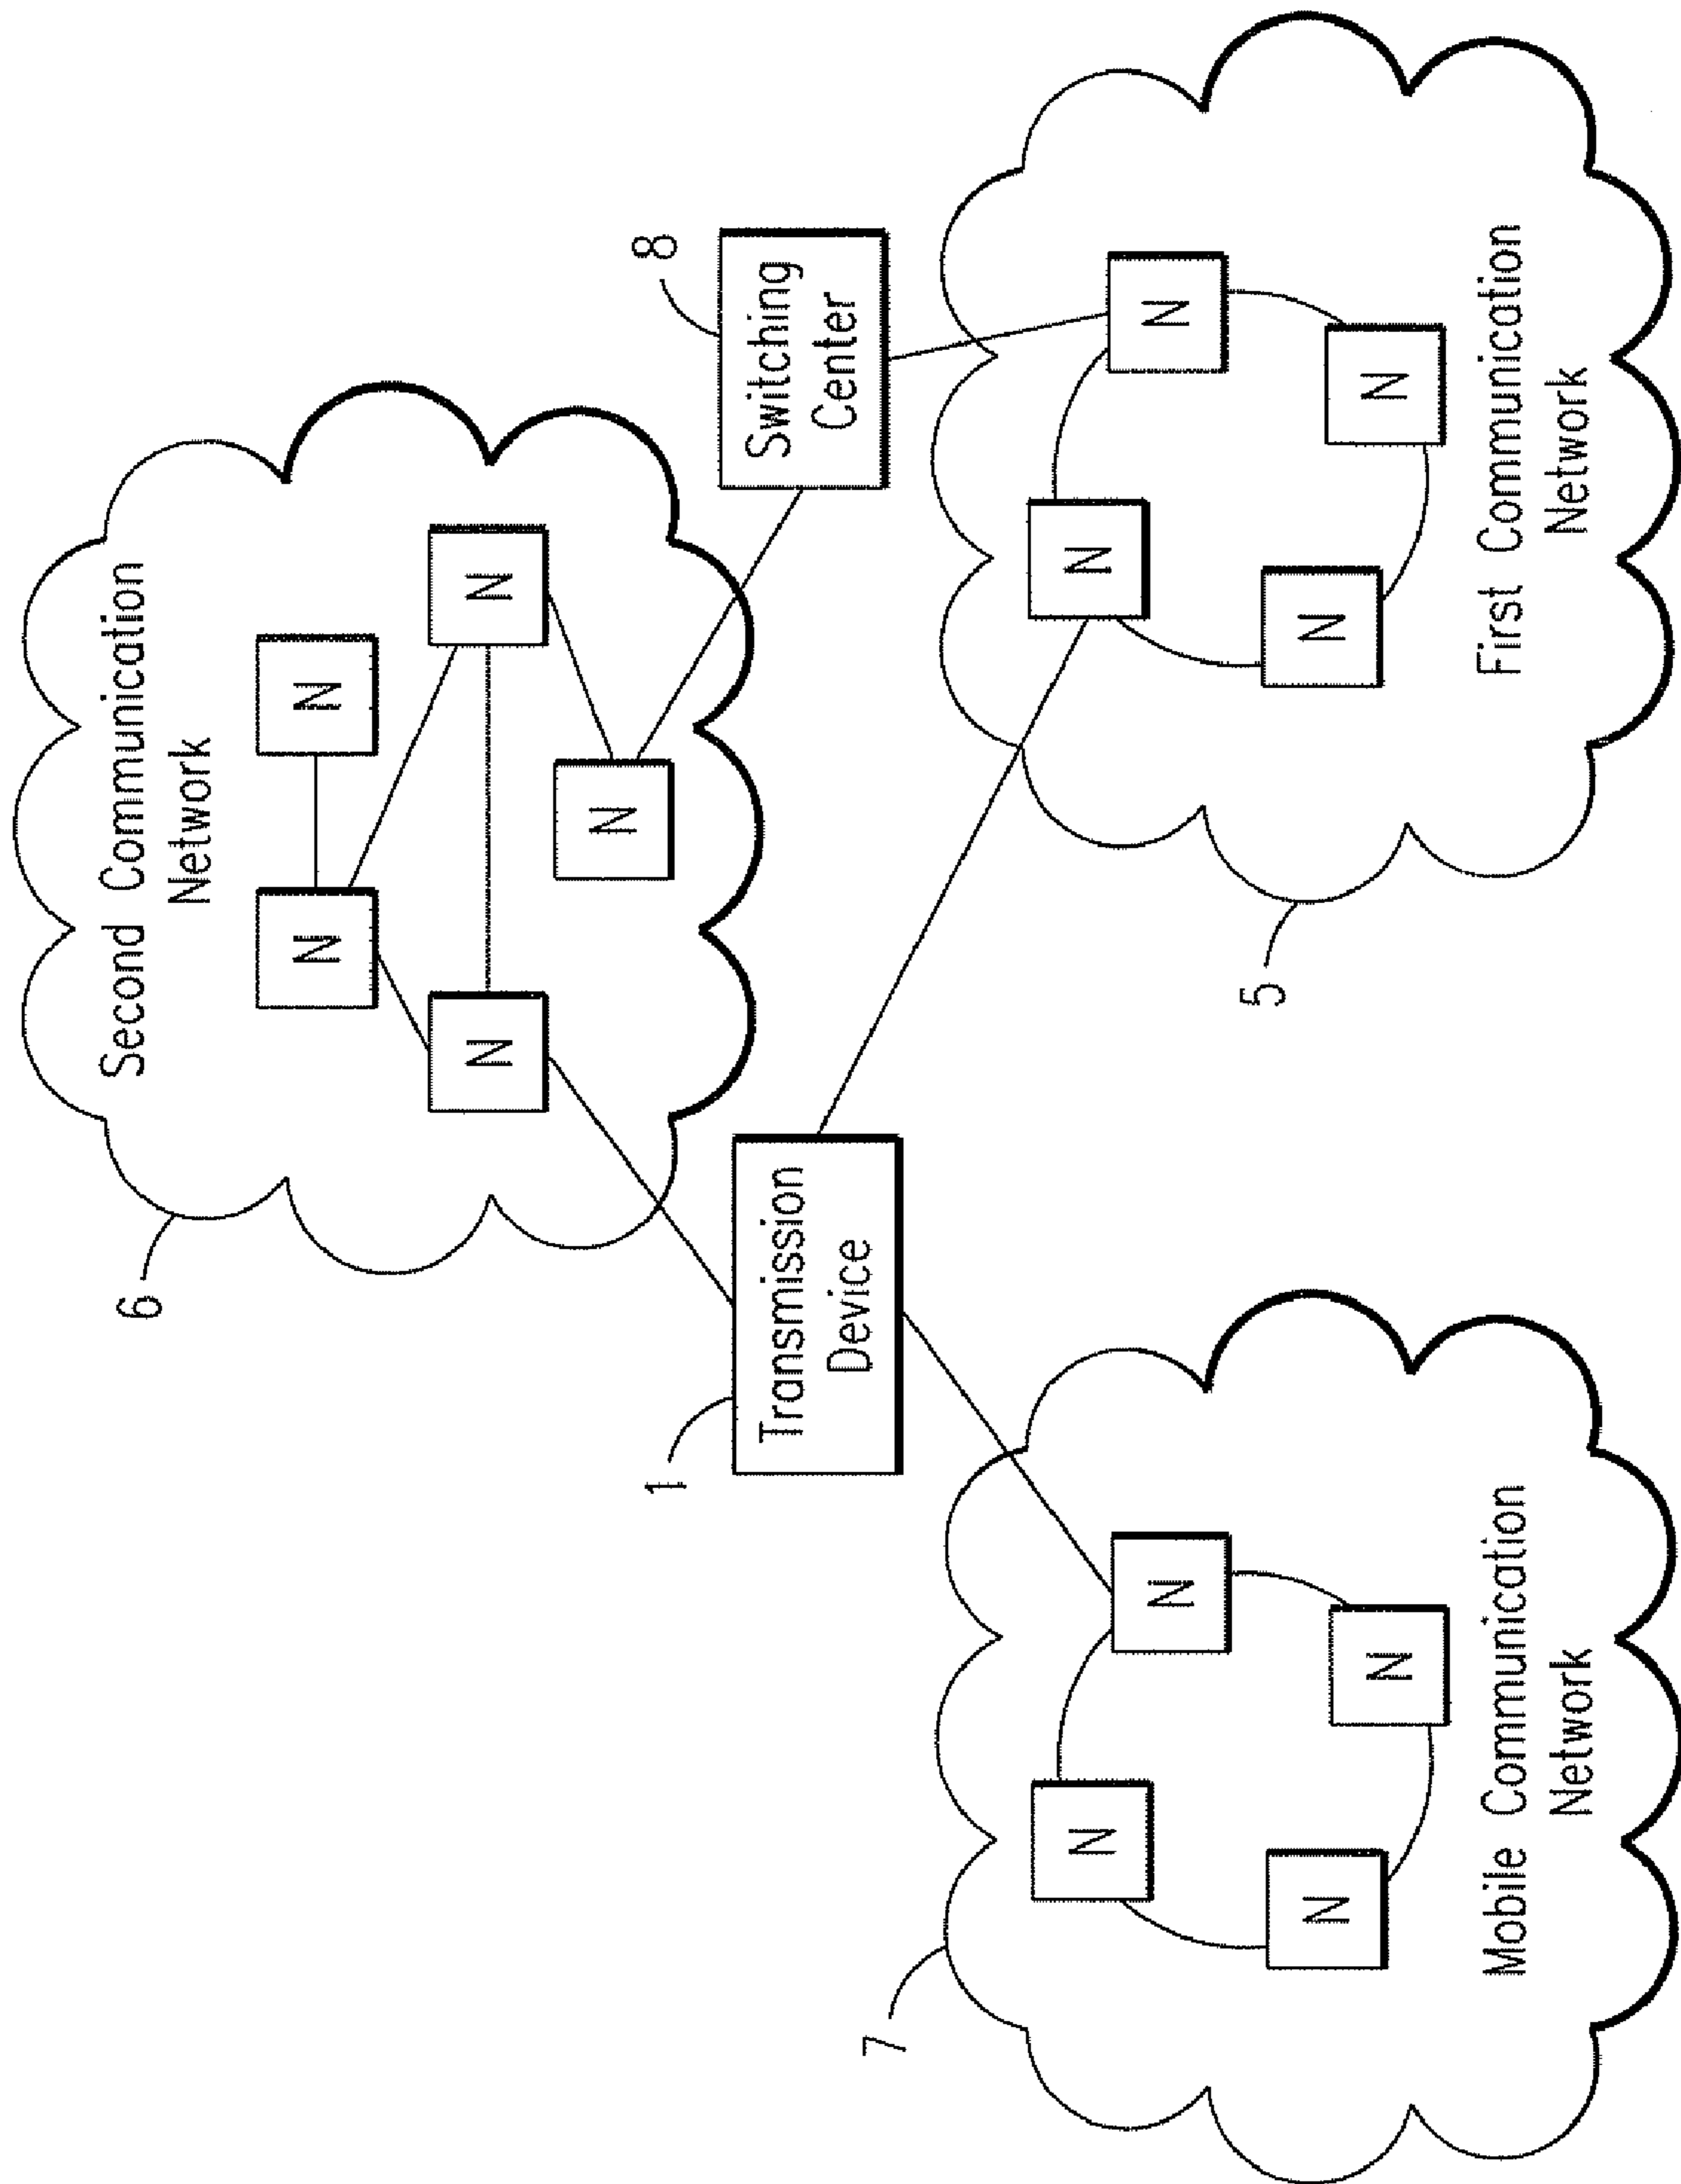 6
Second Communication
Network
N
N
N
N
N
1
Transmission
Device
8
Switching
Center
7
N
N
N
N
Mobile Communication
Network
5
N
N
N
N
First Communication
Network